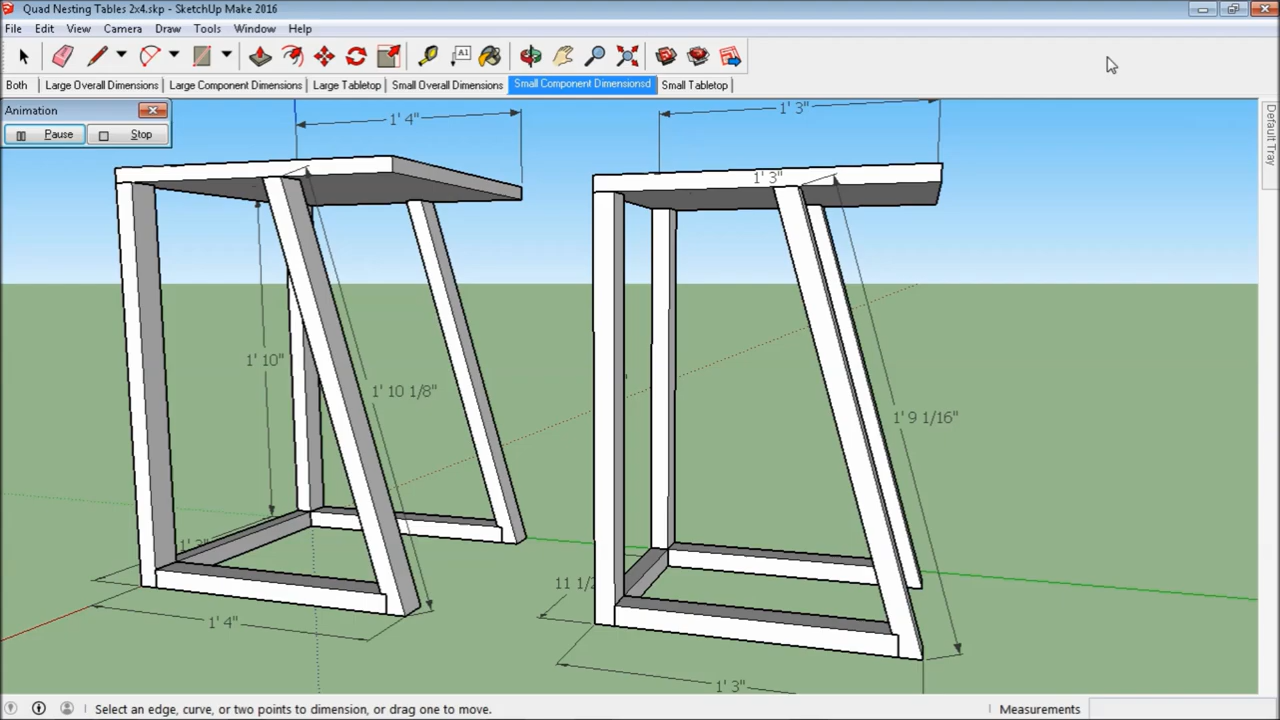 Quad Nesting Tables 2x4.skp - SketchUp Make 2016
File Edit View Camera Draw Tools Window Help
A1
Both Large Overall Dimensions Large Component Dimensions Large Tabletop Small Overall Dimensions Small Component Dimensionsd Small Tabletop
Animation
Pause Stop
Default Tray
1' 4"
1' 3"
1' 3"
1' 10"
1' 10 1/8"
1' 9 1/16"
1' 4"
1' 3"
Select an edge, curve, or two points to dimension, or drag one to move.
Measurements